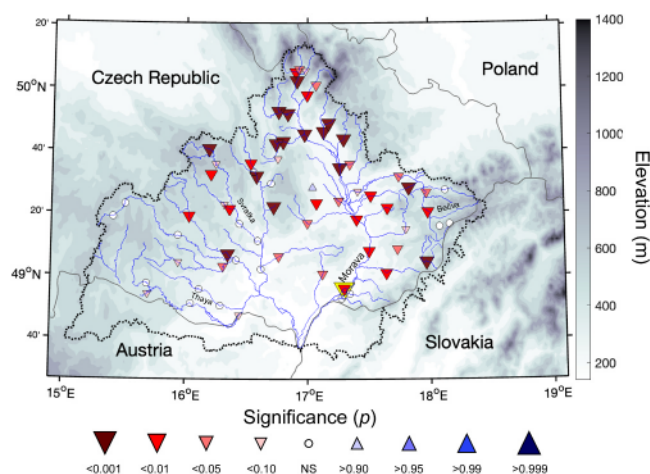 20'
1400
Czech Republic
Poland
50°N
1200
40'
1000
Elevation (m)
Svratka
20'
Bečva
800
600
49°N
Morava
Thaya
400
40'
Austria
Slovakia
200
15°E
16°E
17°E
18°E
19°E
Significance (p)
<0.001 <0.01 <0.05 <0.10 NS >0.90 >0.95 >0.99 >0.999